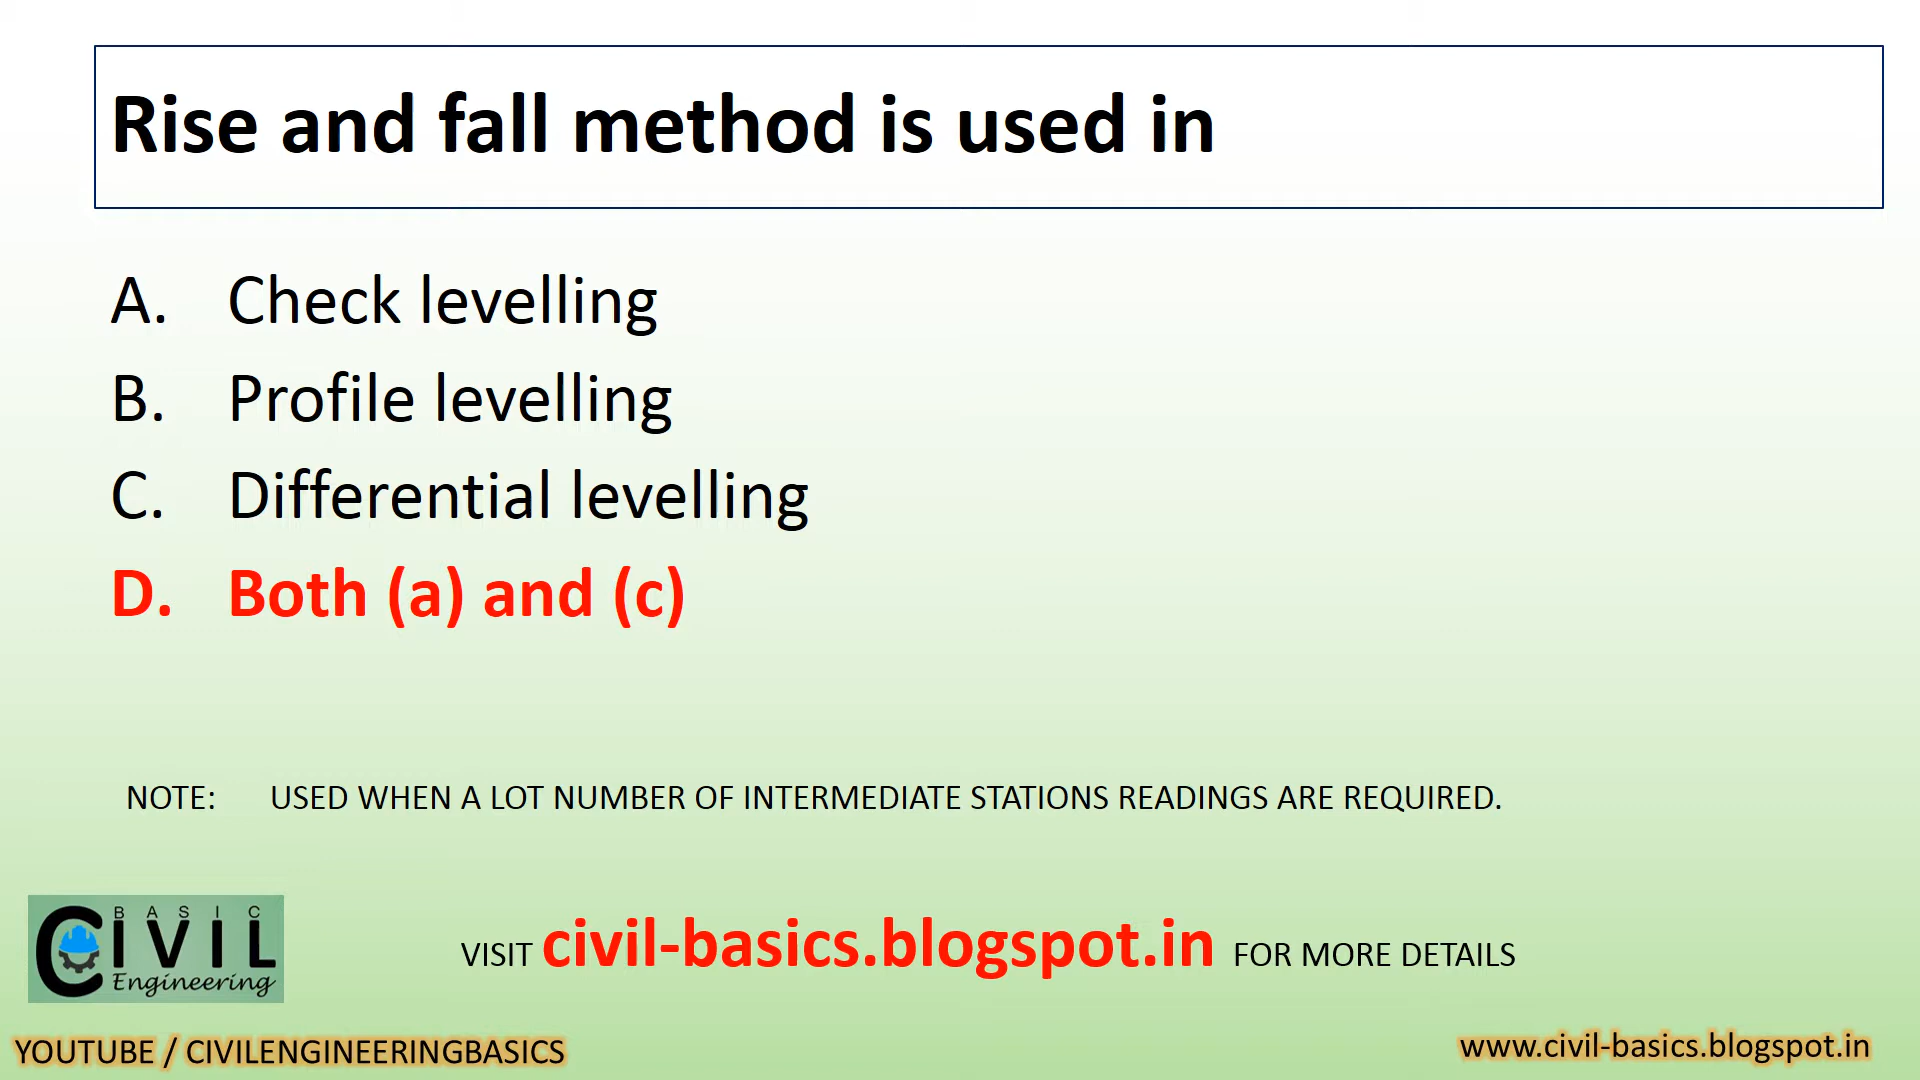 Rise and fall method is used in
A. Check levelling
B. Profile levelling
C. Differential levelling
D. Both (a) and (c)
NOTE: USED WHEN A LOT NUMBER OF INTERMEDIATE STATIONS READINGS ARE REQUIRED.
BASIC
CIVIL
Engineering
VISIT civil-basics.blogspot.in FOR MORE DETAILS
YOUTUBE / CIVILENGINEERINGBASICS
www.civil-basics.blogspot.in